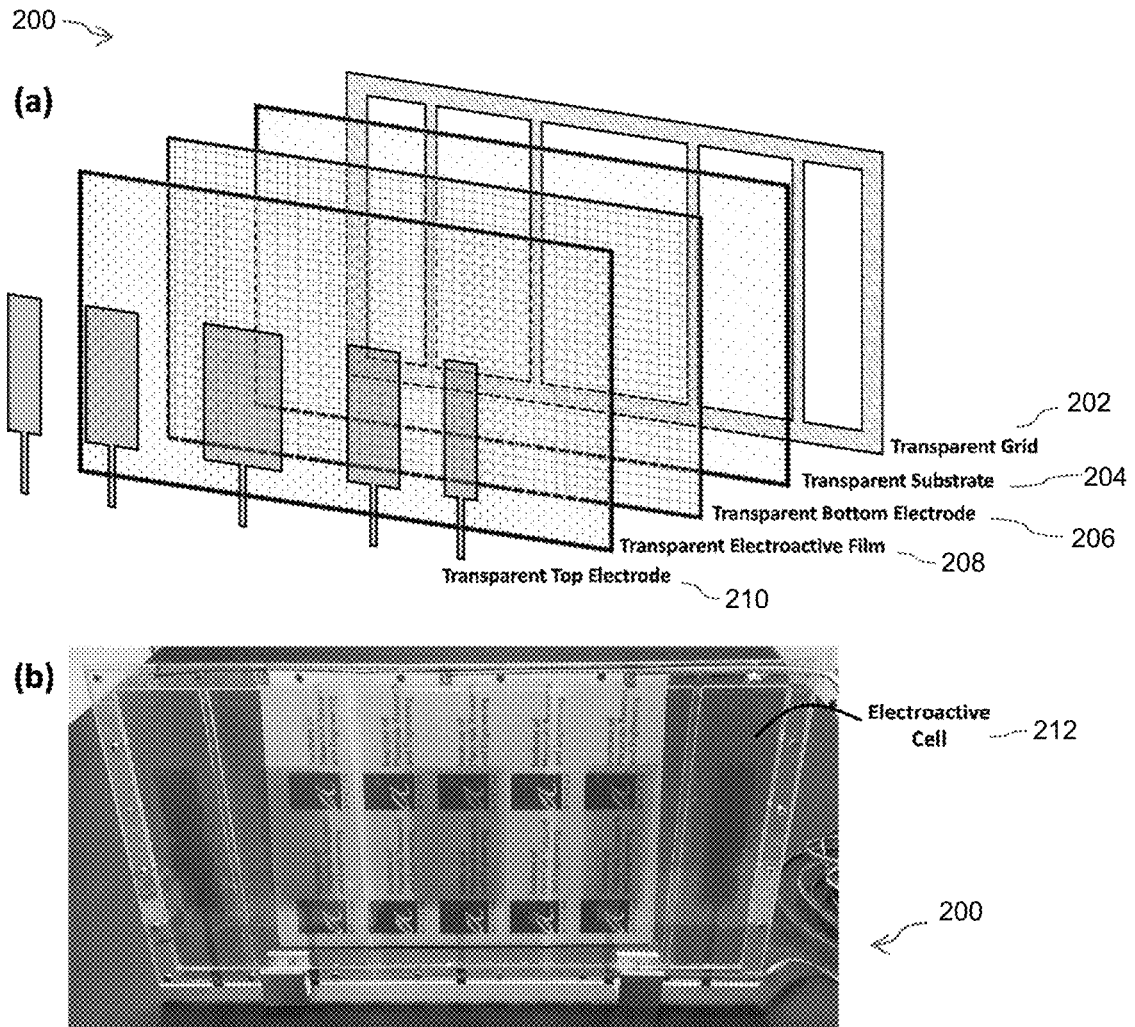 200
(a)
202
Transparent Grid
Transparent Substrate
204
Transparent Bottom Electrode
206
Transparent Electroactive Film
208
Transparent Top Electrode
210
(b)
Electroactive
Cell
212
200